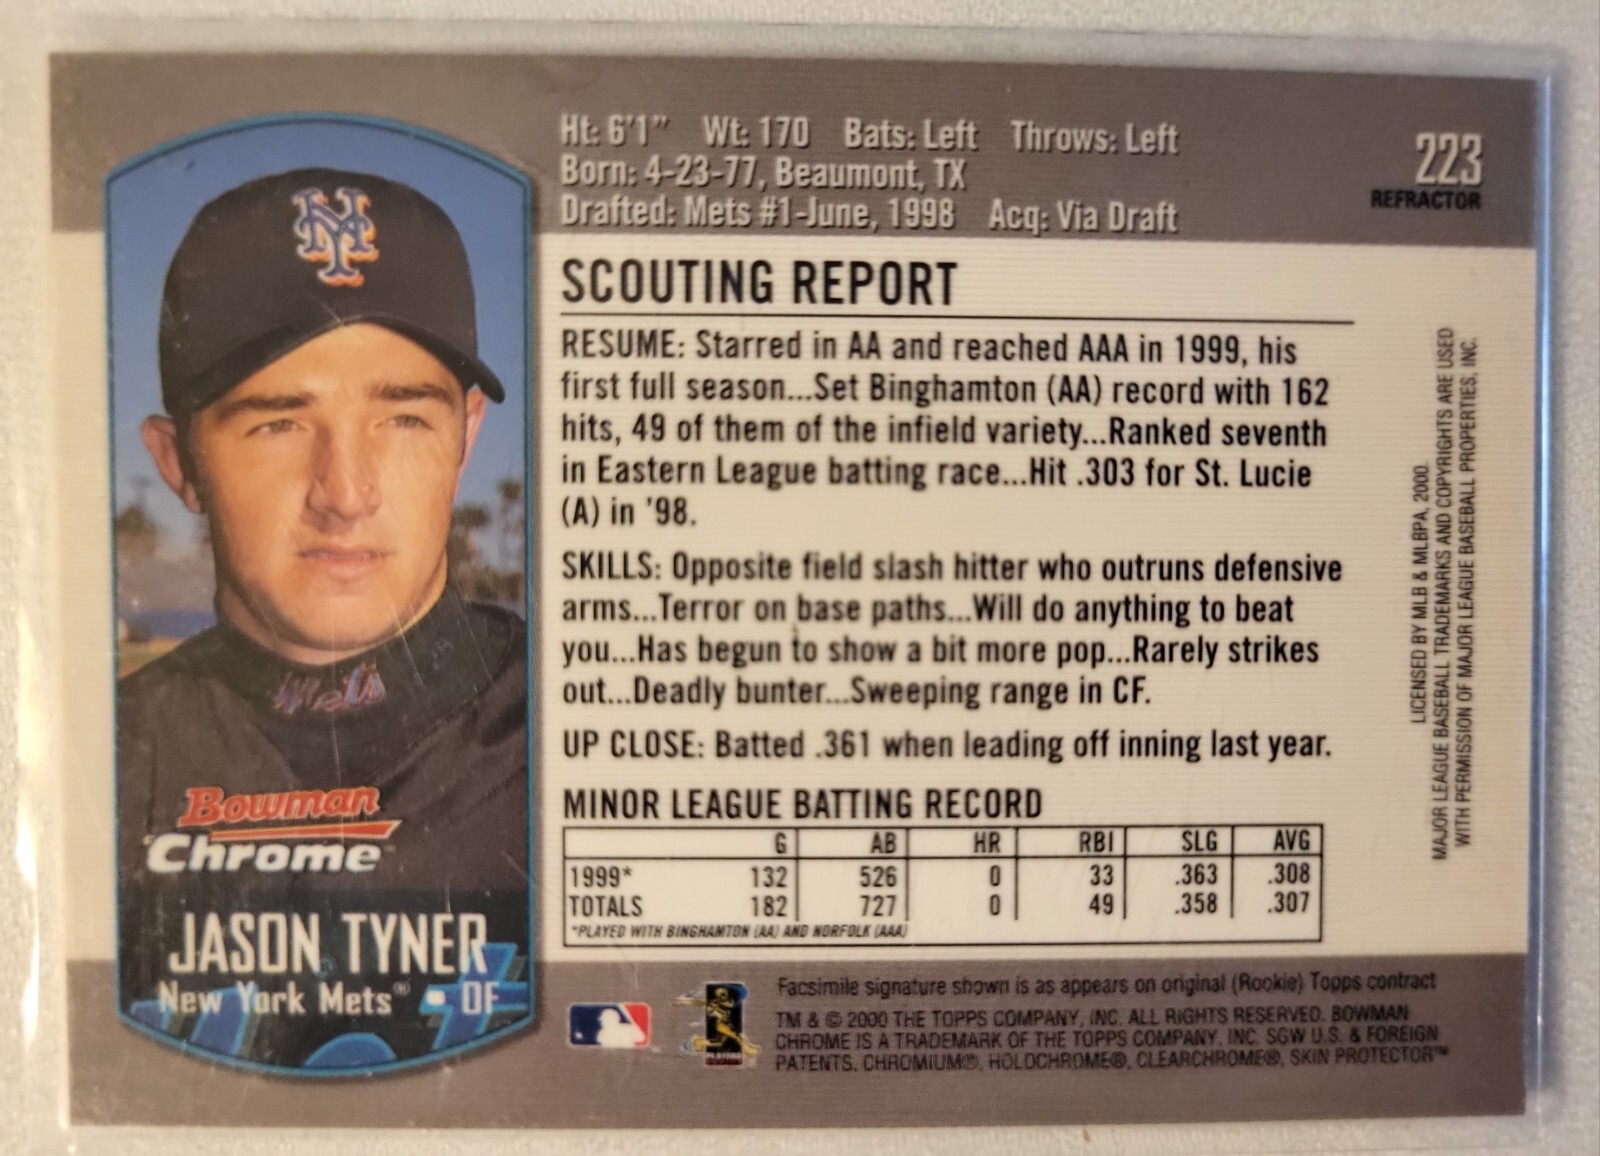 Ht: 6'1" Wt: 170 Bats: Left Throws: Left
Born: 4-23-77, Beaumont, TX
Drafted: Mets #1-June, 1998 Acq: Via Draft
223
REFRACTOR
SCOUTING REPORT
RESUME: Starred in AA and reached AAA in 1999, his
first full season...Set Binghamton (AA) record with 162
hits, 49 of them of the infield variety...Ranked seventh
in Eastern League batting race...Hit .303 for St. Lucie
(A) in '98.
SKILLS: Opposite field slash hitter who outruns defensive
arms...Terror on base paths...Will do anything to beat
you...Has begun to show a bit more pop...Rarely strikes
out...Deadly bunter...Sweeping range in CF.
UP CLOSE: Batted .361 when leading off inning last year.
MINOR LEAGUE BATTING RECORD
G AB HR RBI SLG AVG
1999* 132 526 0 33 .363 .308
TOTALS 182 727 0 49 .358 .307
*PLAYED WITH BINGHAMTON (AA) AND NORFOLK (AAA)
NY
Mets
Bowman
Chrome
JASON TYNER
New York Mets® • OF
LICENSED BY MLB & MLBPA, 2000.
MAJOR LEAGUE BASEBALL TRADEMARKS AND COPYRIGHTS ARE USED
WITH PERMISSION OF MAJOR LEAGUE BASEBALL PROPERTIES, INC.
Facsimile signature shown is as appears on original (Rookie) Topps contract
TM & © 2000 THE TOPPS COMPANY, INC. ALL RIGHTS RESERVED. BOWMAN
CHROME IS A TRADEMARK OF THE TOPPS COMPANY, INC. SGW U.S. & FOREIGN
PATENTS, CHROMIUM®, HOLOCHROME®, CLEARCHROME®, SKIN PROTECTOR™